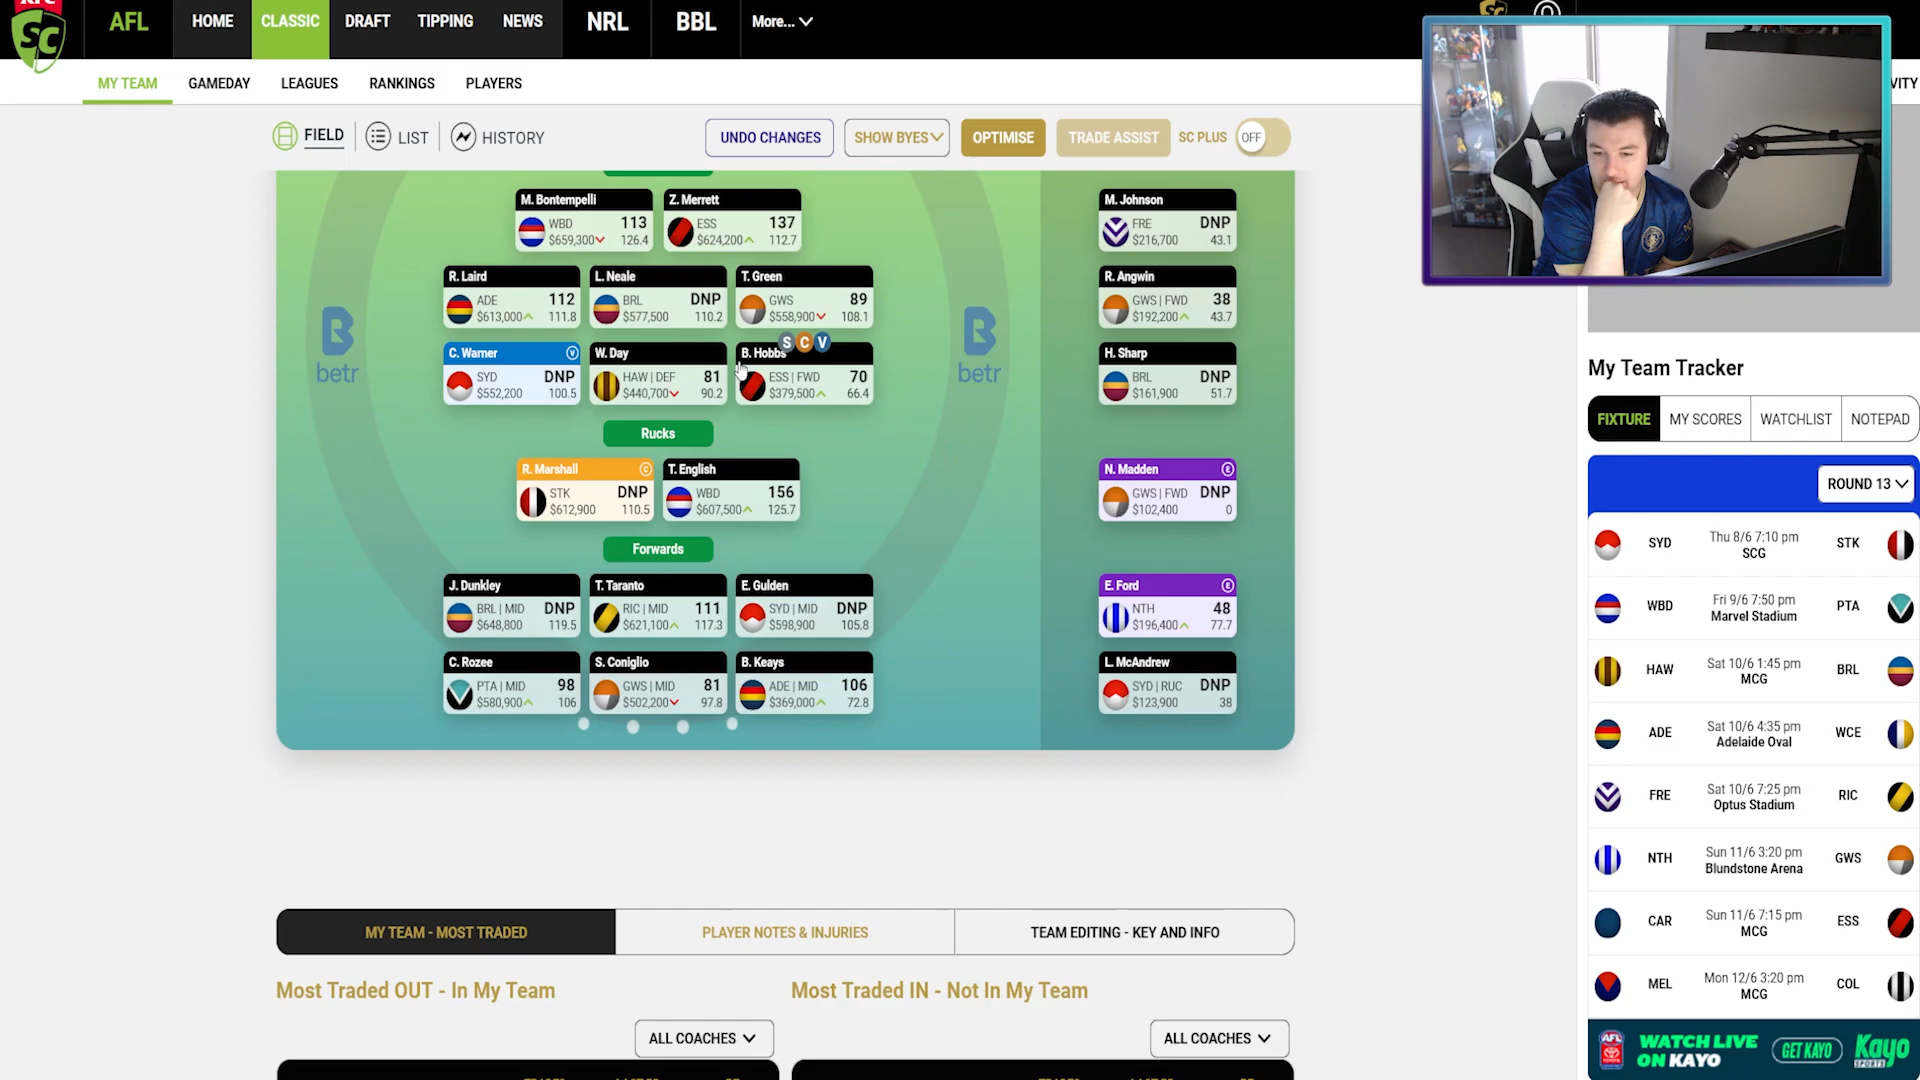 KFC
SC
AFL
HOME
CLASSIC
DRAFT
TIPPING
NEWS
NRL
BBL
More...
SC
MY TEAM
GAMEDAY
LEAGUES
RANKINGS
PLAYERS
VITY
FIELD
LIST
HISTORY
UNDO CHANGES
SHOW BYES
OPTIMISE
TRADE ASSIST
SC PLUS
OFF
M. Bontempelli
WBD 113
$659,300 126.4
Z. Merrett
ESS 137
$624,200 112.7
M. Johnson
FRE DNP
$216,700 43.1
R. Laird
ADE 112
$613,000 111.8
L. Neale
BRL DNP
$577,500 110.2
T. Green
GWS 89
$558,900 108.1
R. Angwin
GWS | FWD 38
$192,200 43.7
betr
betr
S C V
C. Warner V
SYD DNP
$552,200 100.5
W. Day
HAW | DEF 81
$440,700 90.2
B. Hobbs
ESS | FWD 70
$379,500 66.4
H. Sharp
BRL DNP
$161,900 51.7
Rucks
R. Marshall C
STK DNP
$612,900 110.5
T. English
WBD 156
$607,500 125.7
N. Madden E
GWS | FWD DNP
$102,400 0
Forwards
J. Dunkley
BRL | MID DNP
$648,800 119.5
T. Taranto
RIC | MID 111
$621,100 117.3
E. Gulden
SYD | MID DNP
$598,900 105.8
E. Ford E
NTH 48
$196,400 77.7
C. Rozee
PTA | MID 98
$580,900 106
S. Coniglio
GWS | MID 81
$502,200 97.8
B. Keays
ADE | MID 106
$369,000 72.8
L. McAndrew
SYD | RUC DNP
$123,900 38
MY TEAM - MOST TRADED
PLAYER NOTES & INJURIES
TEAM EDITING - KEY AND INFO
Most Traded OUT - In My Team
Most Traded IN - Not In My Team
ALL COACHES
ALL COACHES
My Team Tracker
FIXTURE
MY SCORES
WATCHLIST
NOTEPAD
ROUND 13
SYD Thu 8/6 7:10 pm STK
SCG
WBD Fri 9/6 7:50 pm PTA
Marvel Stadium
HAW Sat 10/6 1:45 pm BRL
MCG
ADE Sat 10/6 4:35 pm WCE
Adelaide Oval
FRE Sat 10/6 7:25 pm RIC
Optus Stadium
NTH Sun 11/6 3:20 pm GWS
Blundstone Arena
CAR Sun 11/6 7:15 pm ESS
MCG
MEL Mon 12/6 3:20 pm COL
MCG
AFL
WATCH LIVE
ON KAYO
GET KAYO
Kayo
SPORTS